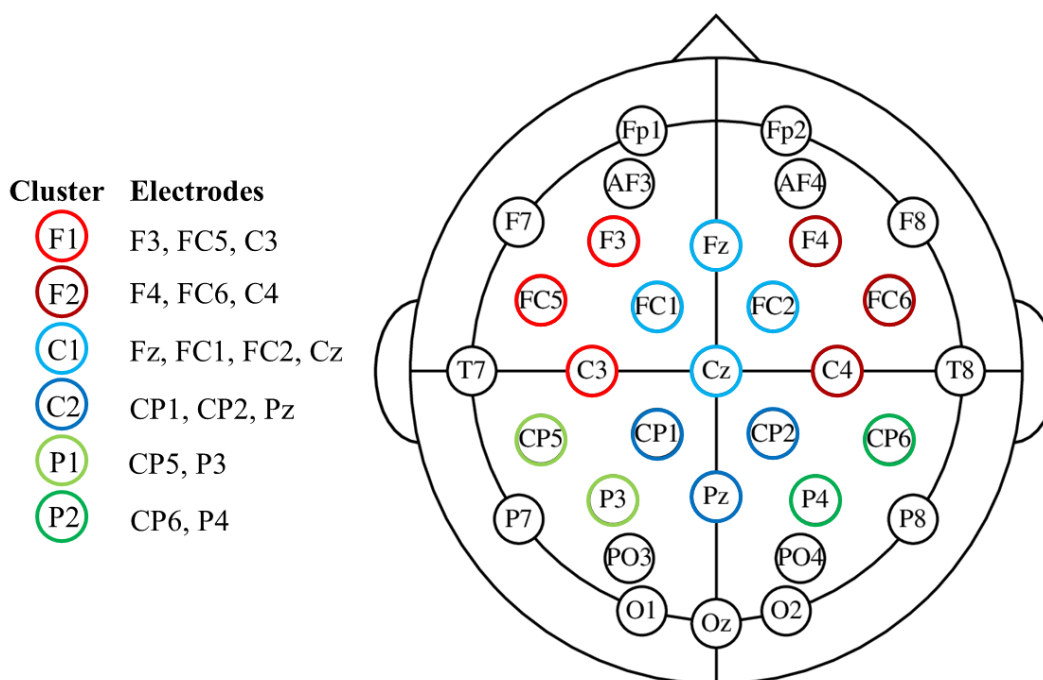 Cluster Electrodes
F1 F3, FC5, C3
F2 F4, FC6, C4
C1 Fz, FC1, FC2, Cz
C2 CP1, CP2, Pz
P1 CP5, P3
P2 CP6, P4
Fp1 Fp2
AF3 AF4
F7 F8
F3 Fz F4
FC5 FC1 FC2 FC6
T7 C3 Cz C4 T8
CP5 CP1 CP2 CP6
P7 P3 Pz P4 P8
PO3 PO4
O1 Oz O2